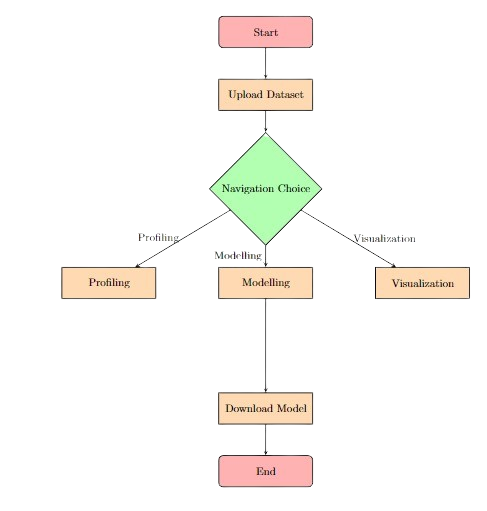 Start
Upload Dataset
Navigation Choice
Profiling
Visualization
Modelling
Profiling
Modelling
Visualization
Download Model
End